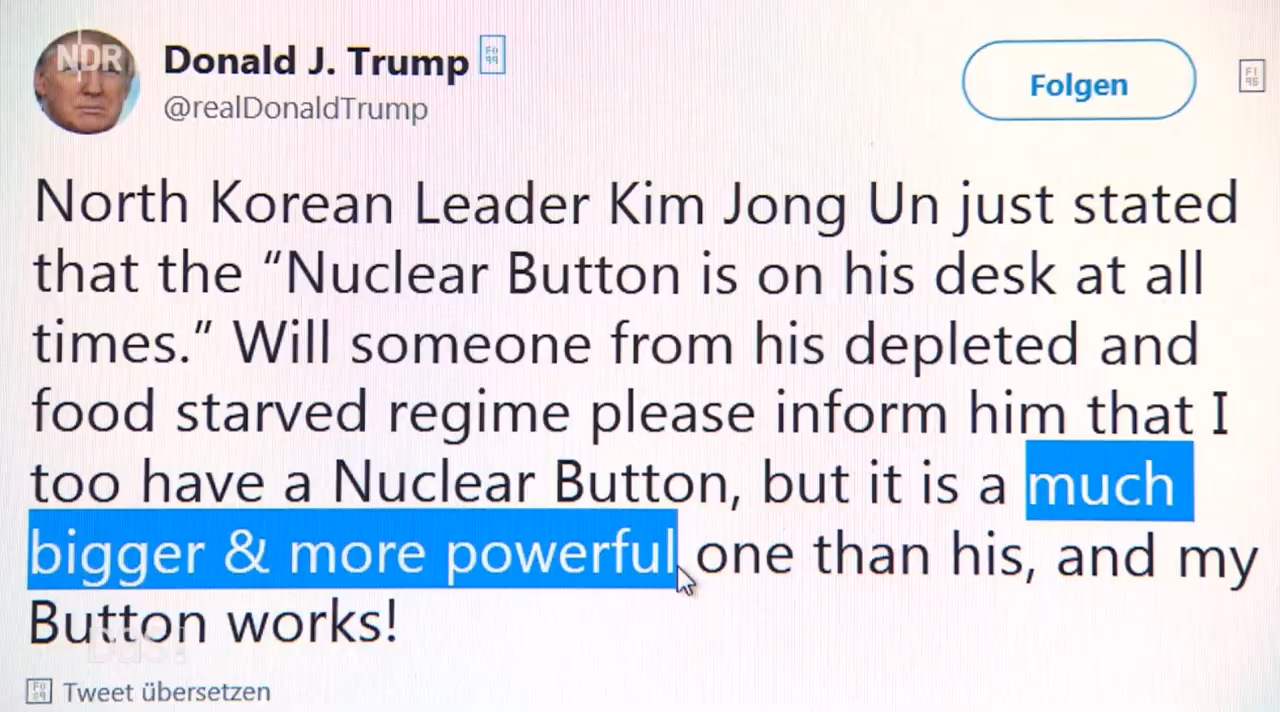 NDR
Donald J. Trump
@realDonaldTrump
Folgen
North Korean Leader Kim Jong Un just stated
that the “Nuclear Button is on his desk at all
times.” Will someone from his depleted and
food starved regime please inform him that I
too have a Nuclear Button, but it is a much
bigger & more powerful one than his, and my
Button works!
Das!
Tweet übersetzen